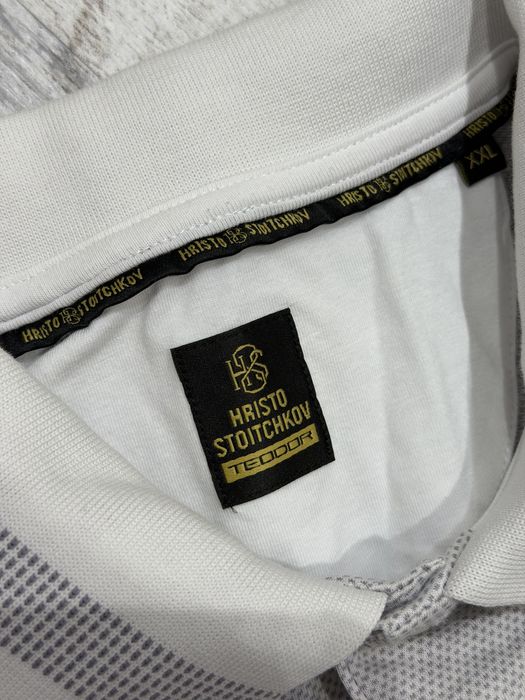 HRISTO HS STOITCHKOV
HRISTO HS STOITCHKOV
HRISTO HS STOITCHKOV
HRISTO
XXL
HS
HRISTO
STOITCHKOV
TEODOR